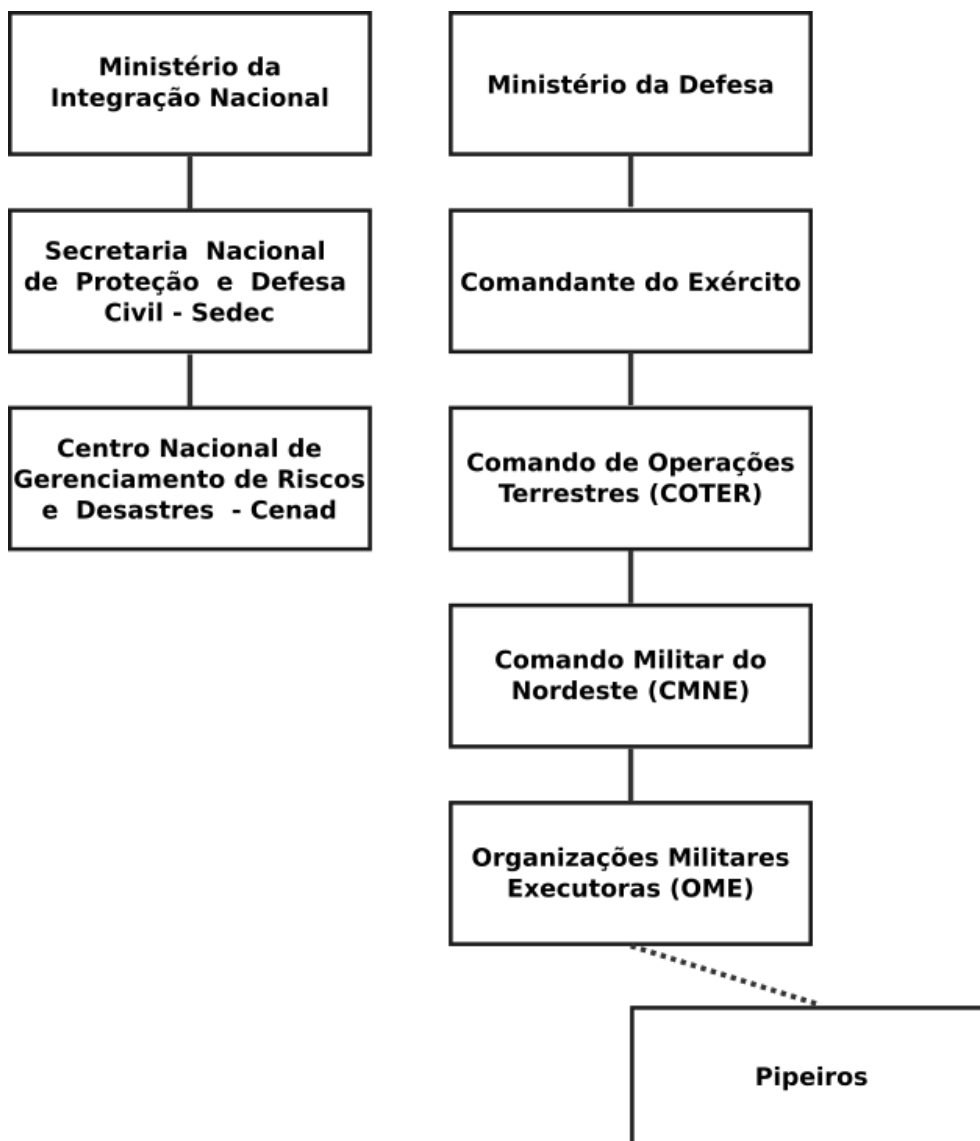 Ministério da
Integração Nacional
Secretaria Nacional
de Proteção e Defesa
Civil - Sedec
Centro Nacional de
Gerenciamento de Riscos
e Desastres - Cenad
Ministério da Defesa
Comandante do Exército
Comando de Operações
Terrestres (COTER)
Comando Militar do
Nordeste (CMNE)
Organizações Militares
Executoras (OME)
Pipeiros